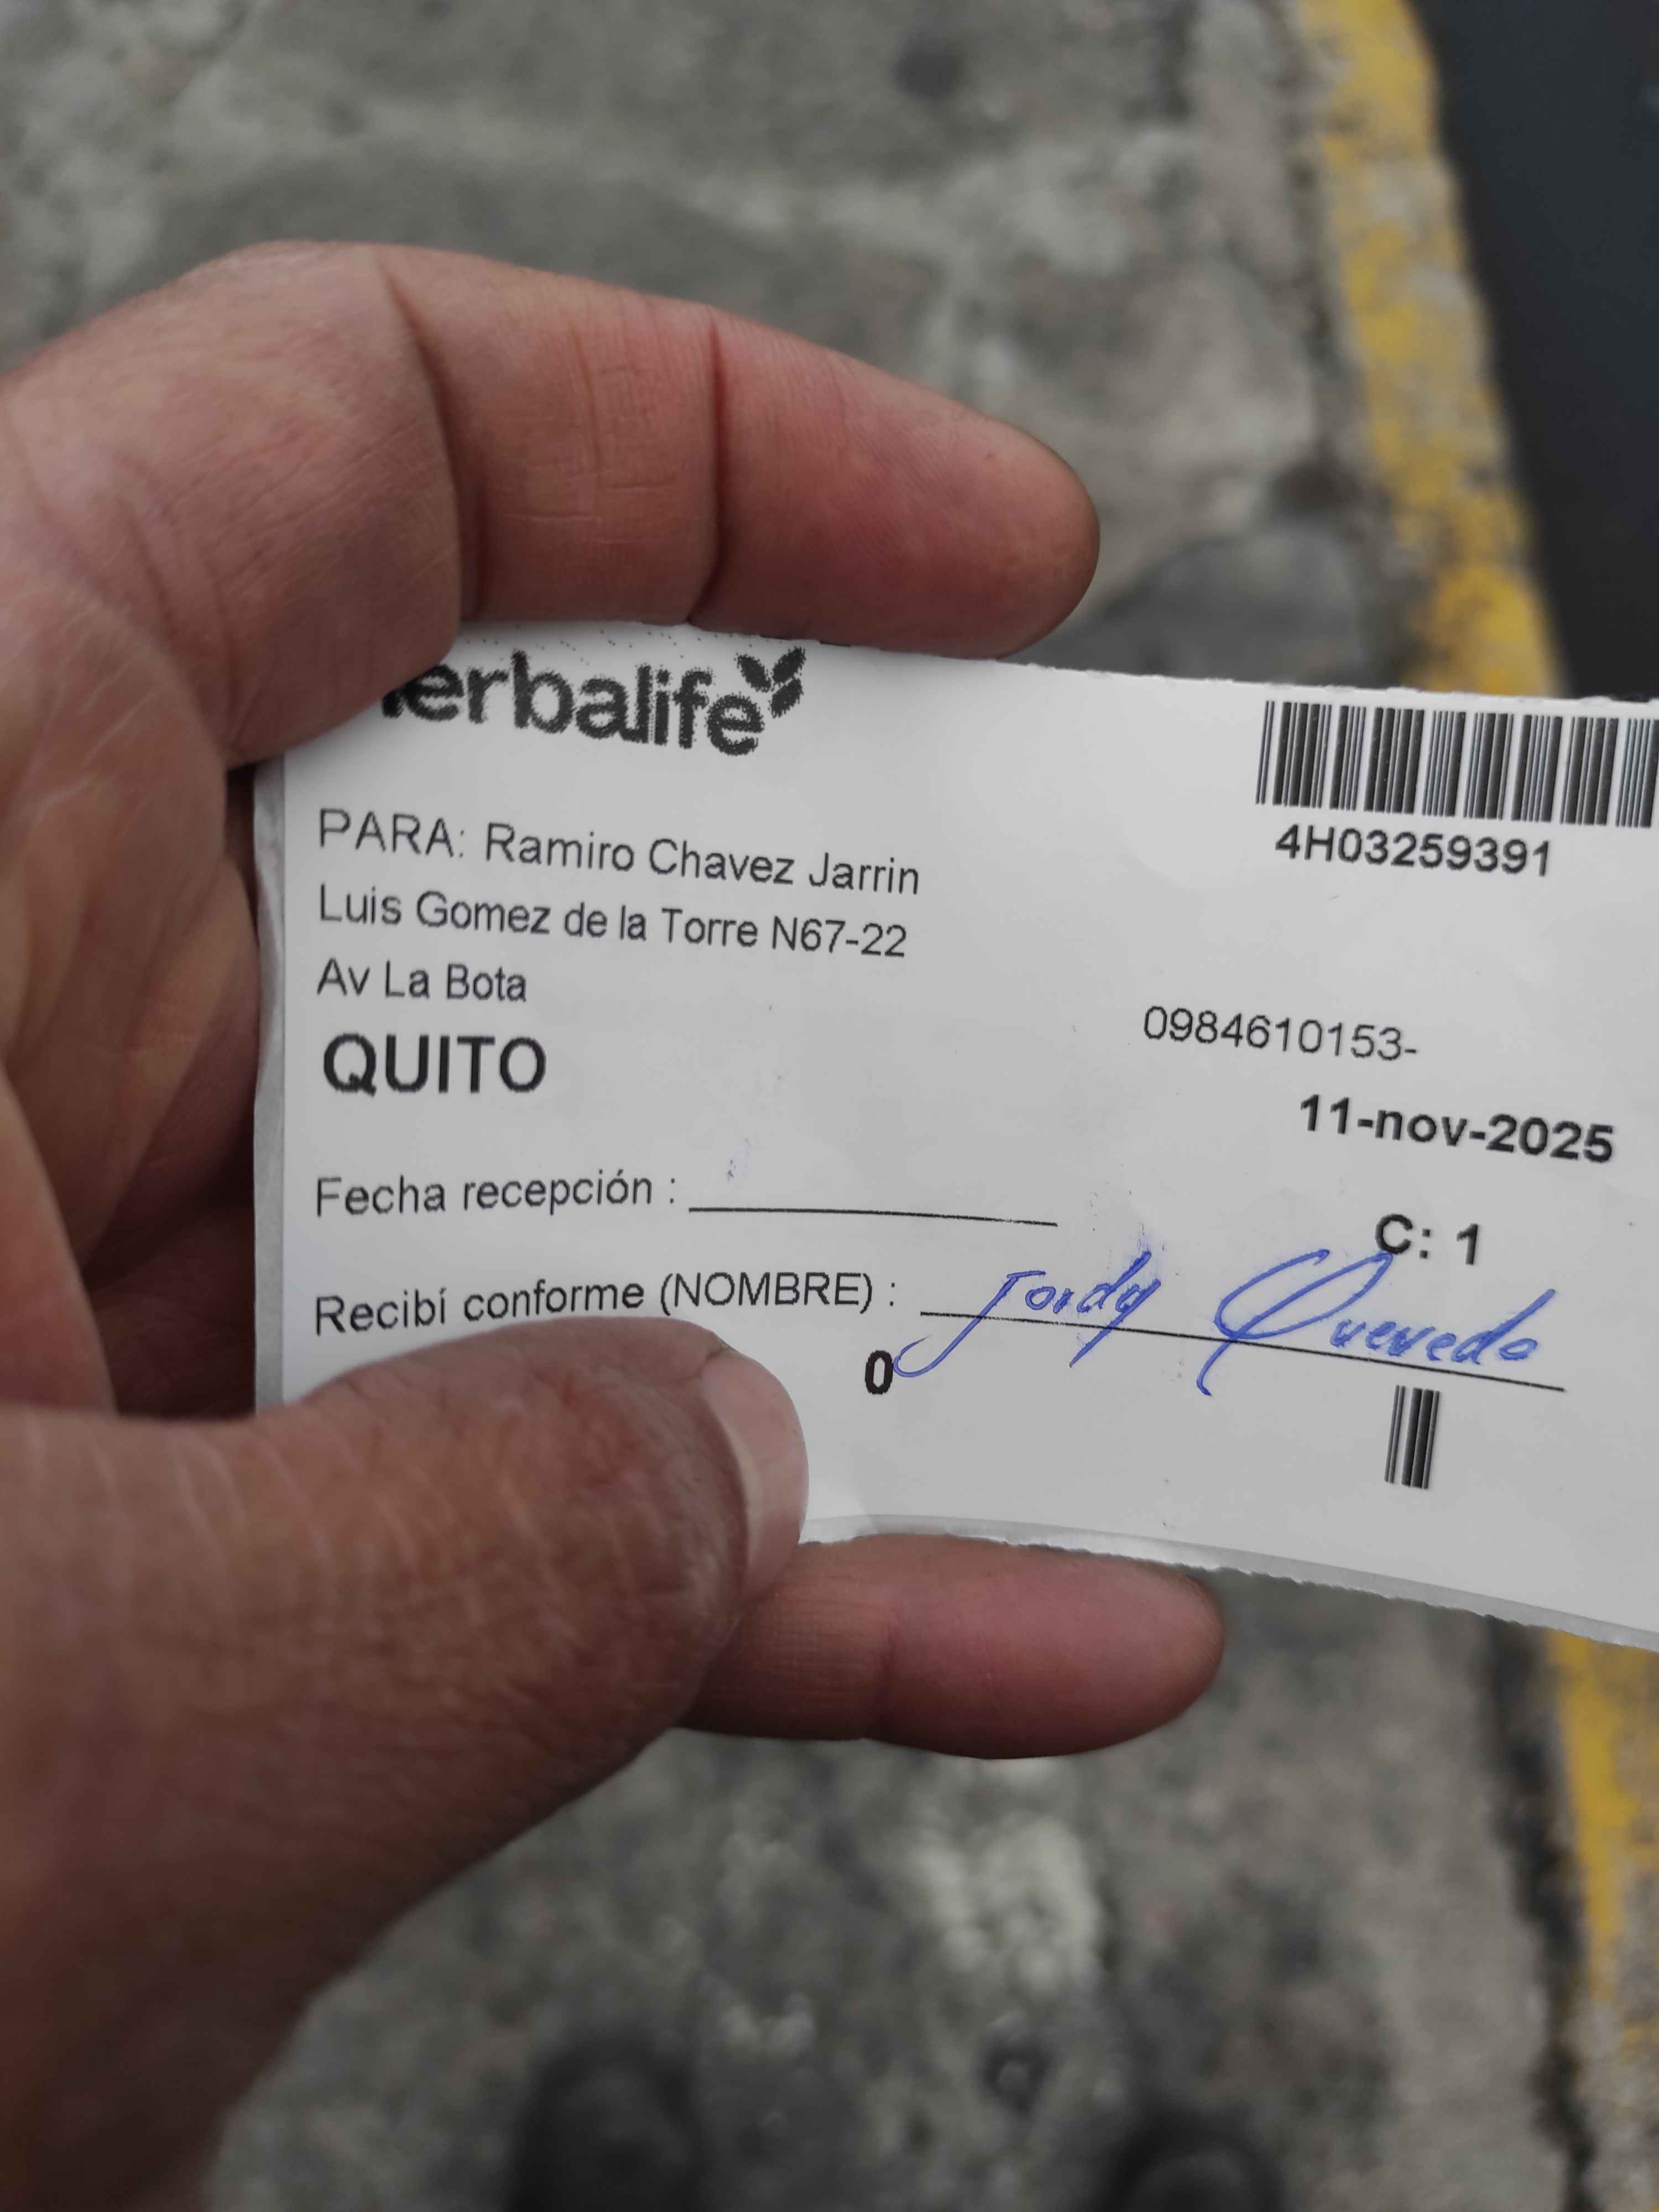 erbalife
4H03259391
PARA: Ramiro Chavez Jarrin
Luis Gomez de la Torre N67-22
Av La Bota
0984610153-
QUITO
11-nov-2025
Fecha recepción :
C: 1
Recibí conforme (NOMBRE) : Jordy Quevedo
0